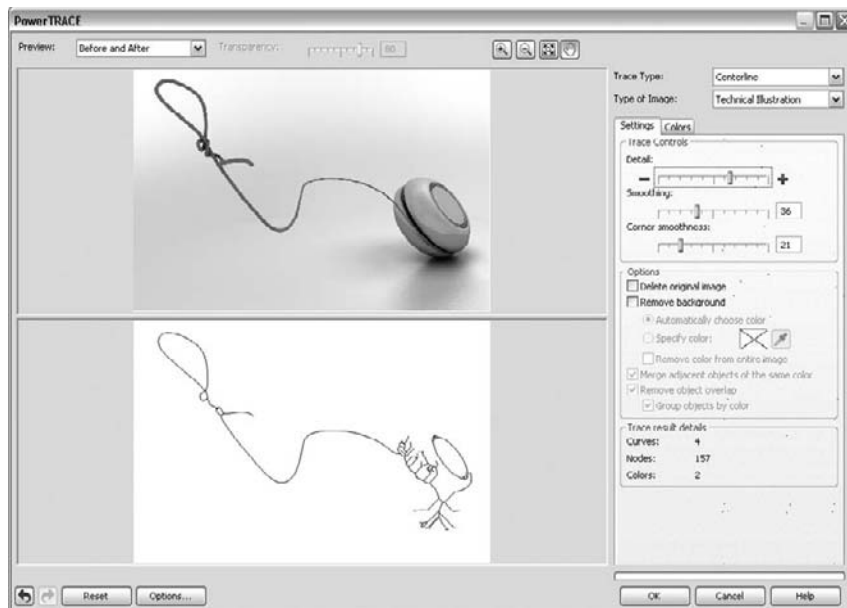 PowerTRACE
Preview: Before and After Transparency: 80
Trace Type: Centerline
Type of Image: Technical Illustration
Settings Colors
Trace Controls
Detail:
Smoothing:
36
Corner smoothness:
21
Options
Delete original image
Remove background
Automatically choose color
Specify color:
Remove color from entire image
Merge adjacent objects of the same color
Remove object overlap
Group objects by color
Trace result details
Curves: 4
Nodes: 157
Colors: 2
Reset Options... OK Cancel Help